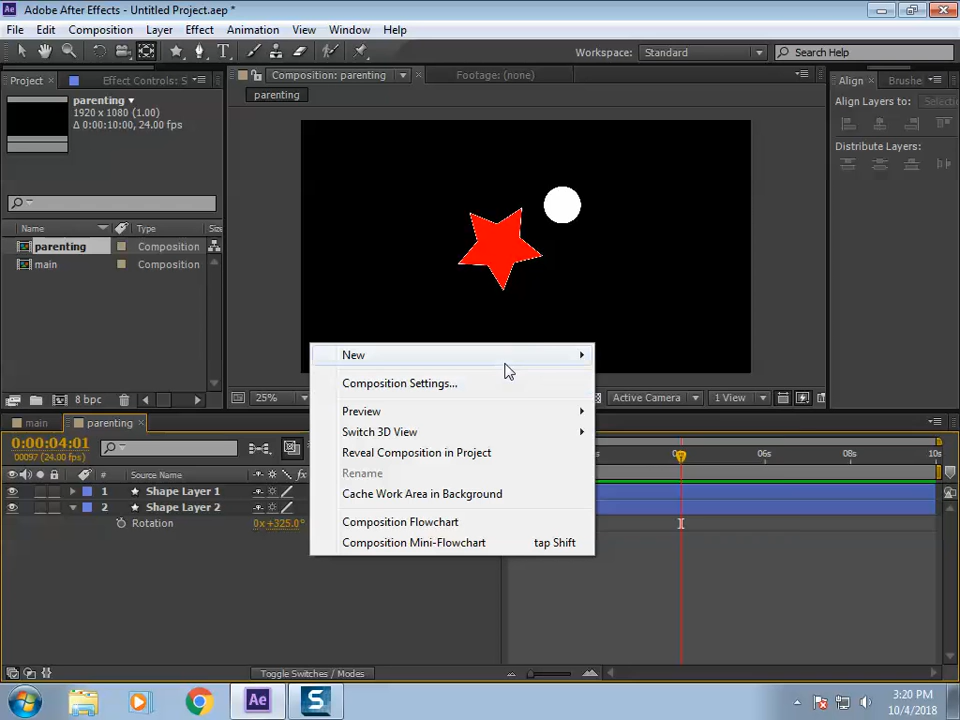 Adobe After Effects - Untitled Project.aep *
File Edit Composition Layer Effect Animation View Window Help
Workspace: Standard Search Help
Project Effect Controls: S Composition: parenting Footage: (none) Align Brushe
parenting
parenting
1920 x 1080 (1.00)
Δ 0:00:10:00, 24.00 fps
Align Layers to: Selecti
Distribute Layers:
Name Type Size
parenting Composition
main Composition
New
Composition Settings...
Preview
Switch 3D View
Reveal Composition in Project
Rename
Cache Work Area in Background
Composition Flowchart
Composition Mini-Flowchart tap Shift
8 bpc 25% Active Camera 1 View
main parenting
0:00:04:01
00097 (24.00 fps)
06s 08s 10s
# Source Name fx
1 Shape Layer 1
2 Shape Layer 2
Rotation 0x+325.0°
Toggle Switches / Modes
Ae S
3:20 PM
10/4/2018